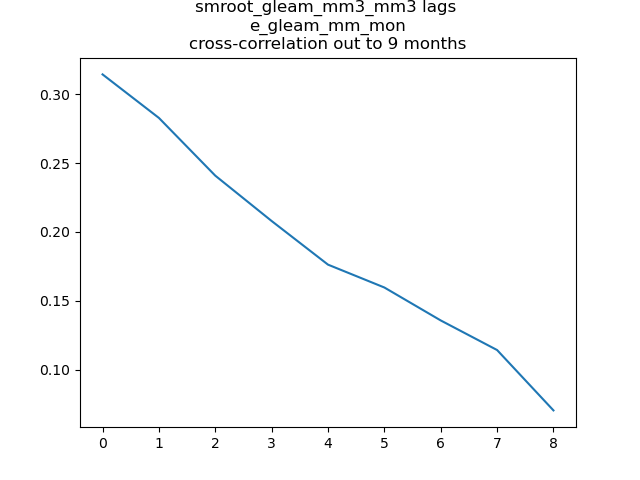 smroot_gleam_mm3_mm3 lags
e_gleam_mm_mon
cross-correlation out to 9 months
0.30
0.25
0.20
0.15
0.10
0 1 2 3 4 5 6 7 8